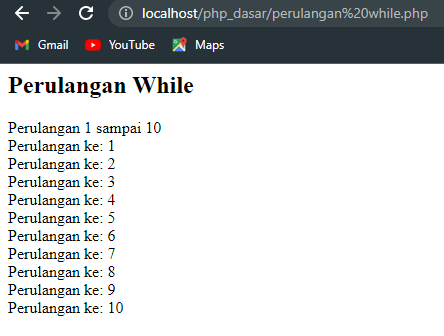 localhost/php_dasar/perulangan%20while.php
Gmail YouTube Maps
Perulangan While
Perulangan 1 sampai 10
Perulangan ke: 1
Perulangan ke: 2
Perulangan ke: 3
Perulangan ke: 4
Perulangan ke: 5
Perulangan ke: 6
Perulangan ke: 7
Perulangan ke: 8
Perulangan ke: 9
Perulangan ke: 10